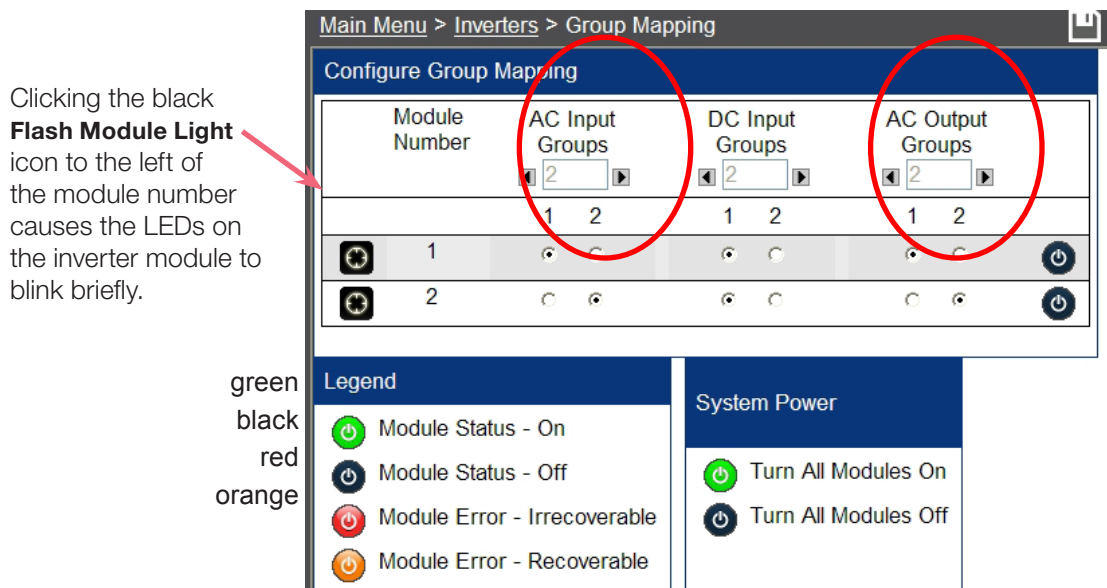 Main Menu > Inverters > Group Mapping
Configure Group Mapping
Clicking the black
Flash Module Light
icon to the left of
the module number
causes the LEDs on
the inverter module to
blink briefly.
Module Number AC Input Groups DC Input Groups AC Output Groups
2 2 2
1 2 1 2 1 2
1
2
green
black
red
orange
Legend
Module Status - On
Module Status - Off
Module Error - Irrecoverable
Module Error - Recoverable
System Power
Turn All Modules On
Turn All Modules Off